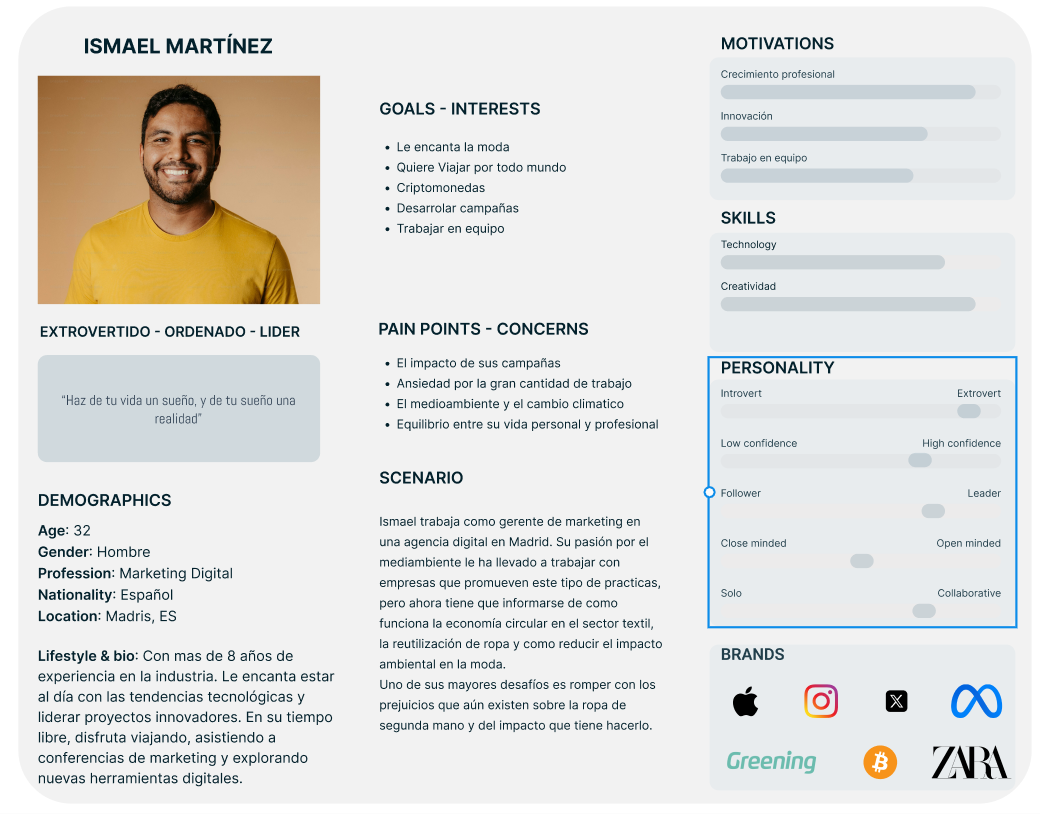 ISMAEL MARTÍNEZ
EXTROVERTIDO - ORDENADO - LIDER
“Haz de tu vida un sueño, y de tu sueño una
realidad”
DEMOGRAPHICS
Age: 32
Gender: Hombre
Profession: Marketing Digital
Nationality: Español
Location: Madris, ES
Lifestyle & bio: Con mas de 8 años de
experiencia en la industria. Le encanta estar
al día con las tendencias tecnológicas y
liderar proyectos innovadores. En su tiempo
libre, disfruta viajando, asistiendo a
conferencias de marketing y explorando
nuevas herramientas digitales.
GOALS - INTERESTS
• Le encanta la moda
• Quiere Viajar por todo mundo
• Criptomonedas
• Desarrolar campañas
• Trabajar en equipo
PAIN POINTS - CONCERNS
• El impacto de sus campañas
• Ansiedad por la gran cantidad de trabajo
• El medioambiente y el cambio climatico
• Equilibrio entre su vida personal y profesional
SCENARIO
Ismael trabaja como gerente de marketing en
una agencia digital en Madrid. Su pasión por el
mediambiente le ha llevado a trabajar con
empresas que promueven este tipo de practicas,
pero ahora tiene que informarse de como
funciona la economía circular en el sector textil,
la reutilización de ropa y como reducir el impacto
ambiental en la moda.
Uno de sus mayores desafíos es romper con los
prejuicios que aún existen sobre la ropa de
segunda mano y del impacto que tiene hacerlo.
MOTIVATIONS
Crecimiento profesional
Innovación
Trabajo en equipo
SKILLS
Technology
Creatividad
PERSONALITY
Introvert Extrovert
Low confidence High confidence
Follower Leader
Close minded Open minded
Solo Collaborative
BRANDS
X
Greening ZARA